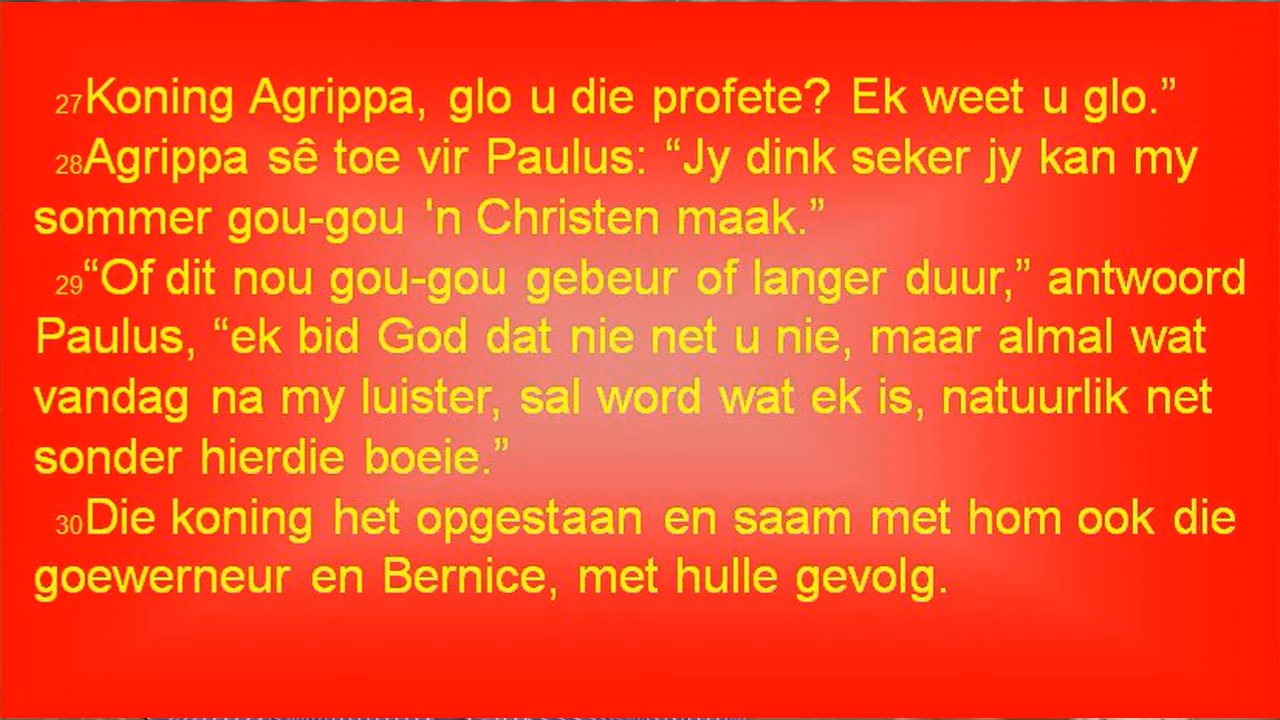 27Koning Agrippa, glo u die profete? Ek weet u glo.”
28Agrippa sê toe vir Paulus: “Jy dink seker jy kan my
sommer gou-gou 'n Christen maak.”
29“Of dit nou gou-gou gebeur of langer duur,” antwoord
Paulus, “ek bid God dat nie net u nie, maar almal wat
vandag na my luister, sal word wat ek is, natuurlik net
sonder hierdie boeie.”
30Die koning het opgestaan en saam met hom ook die
goewerneur en Bernice, met hulle gevolg.